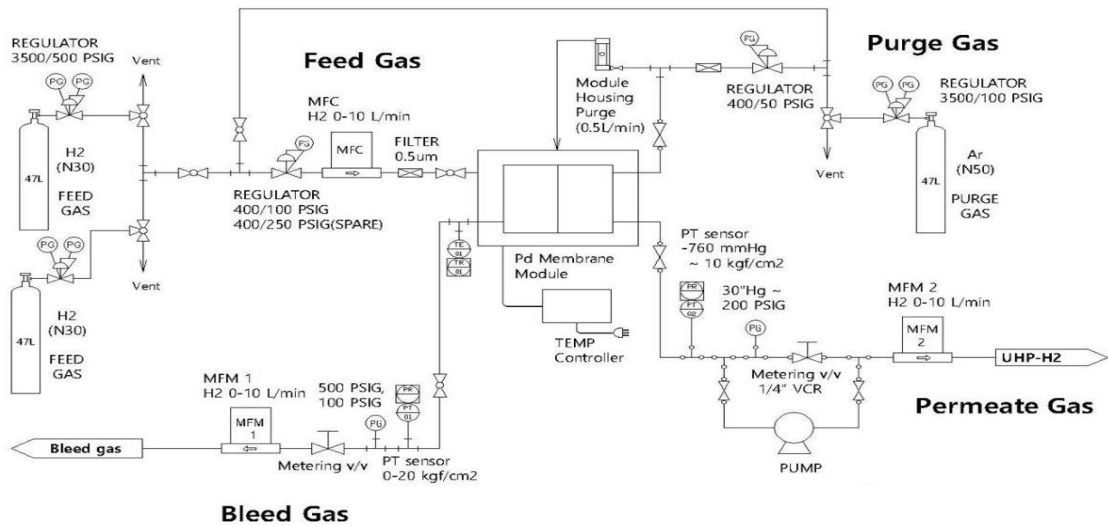 REGULATOR
3500/500 PSIG
PG PG
Vent
H2
(N30)
47L
FEED
GAS
PG PG
H2
(N30)
47L
FEED
GAS
Vent
Feed Gas
MFC
H2 0-10 L/min
MFC
FILTER
0.5um
PG
REGULATOR
400/100 PSIG
400/250 PSIG(SPARE)
Module
Housing
Purge
(0.5L/min)
PG
REGULATOR
400/50 PSIG
Purge Gas
REGULATOR
3500/100 PSIG
PG PG
Vent
Ar
(N50)
47L
PURGE
GAS
TE
01
TR
01
Pd Membrane
Module
TEMP
Controller
PT sensor
-760 mmHg
~ 10 kgf/cm2
PR
PT
02
30"Hg ~
200 PSIG
PG
Metering v/v
1/4" VCR
PUMP
MFM 2
H2 0-10 L/min
MFM
2
UHP-H2
Permeate Gas
MFM 1
H2 0-10 L/min
MFM
1
500 PSIG,
100 PSIG
PG
PR
PT
01
Bleed gas
Metering v/v
PT sensor
0-20 kgf/cm2
Bleed Gas